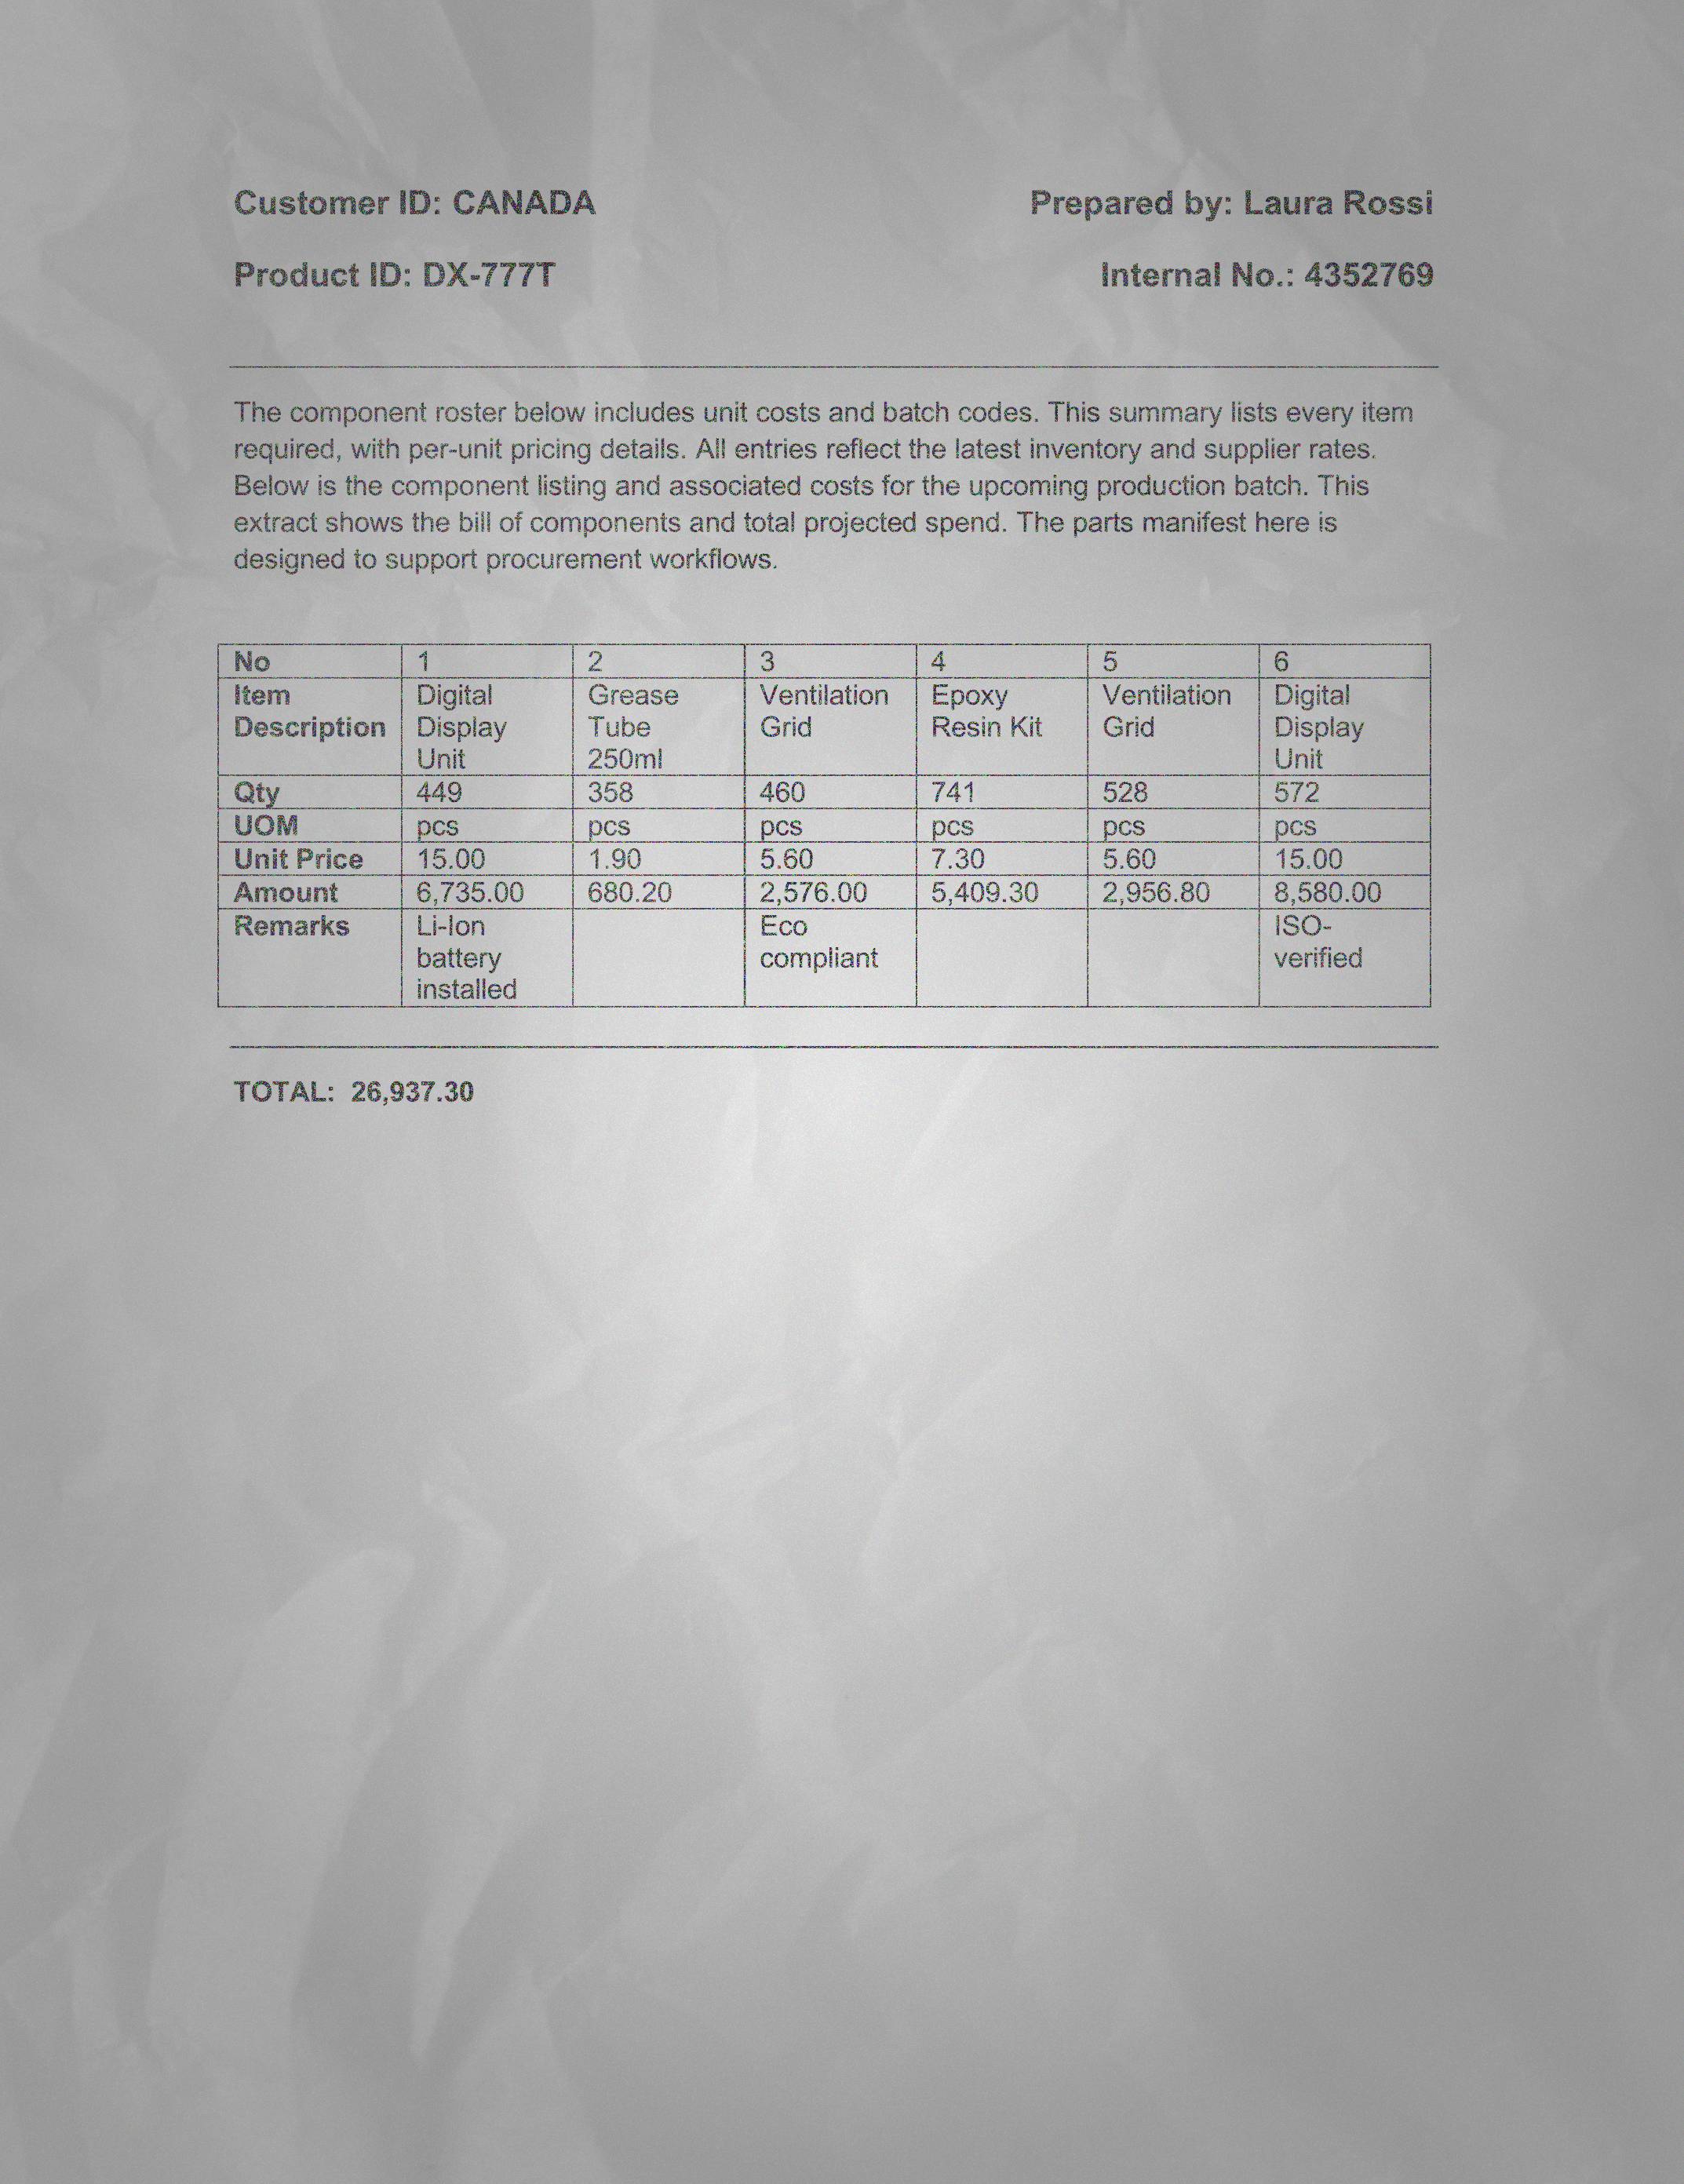 Customer ID: CANADA Prepared by: Laura Rossi
Product ID: DX-777T Internal No.: 4352769
The component roster below includes unit costs and batch codes. This summary lists every item
required, with per-unit pricing details. All entries reflect the latest inventory and supplier rates.
Below is the component listing and associated costs for the upcoming production batch. This
extract shows the bill of components and total projected spend. The parts manifest here is
designed to support procurement workflows.
No 1 2 3 4 5 6
Item Digital Grease Ventilation Epoxy Ventilation Digital
Description Display Tube Grid Resin Kit Grid Display
Unit 250ml Unit
Qty 449 358 460 741 528 572
UOM pcs pcs pcs pcs pcs pcs
Unit Price 15.00 1.90 5.60 7.30 5.60 15.00
Amount 6,735.00 680.20 2,576.00 5,409.30 2,956.80 8,580.00
Remarks Li-Ion Eco ISO-
battery compliant verified
installed
TOTAL: 26,937.30